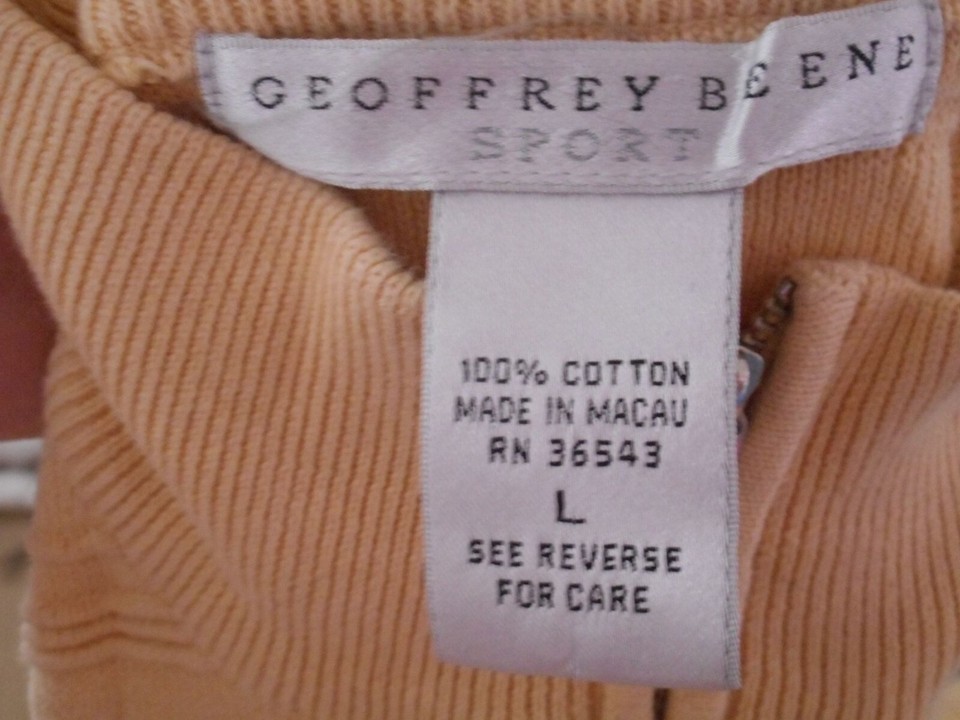 GEOFFREY BEENE
SPORT
100% COTTON
MADE IN MACAU
RN 36543
L
SEE REVERSE
FOR CARE